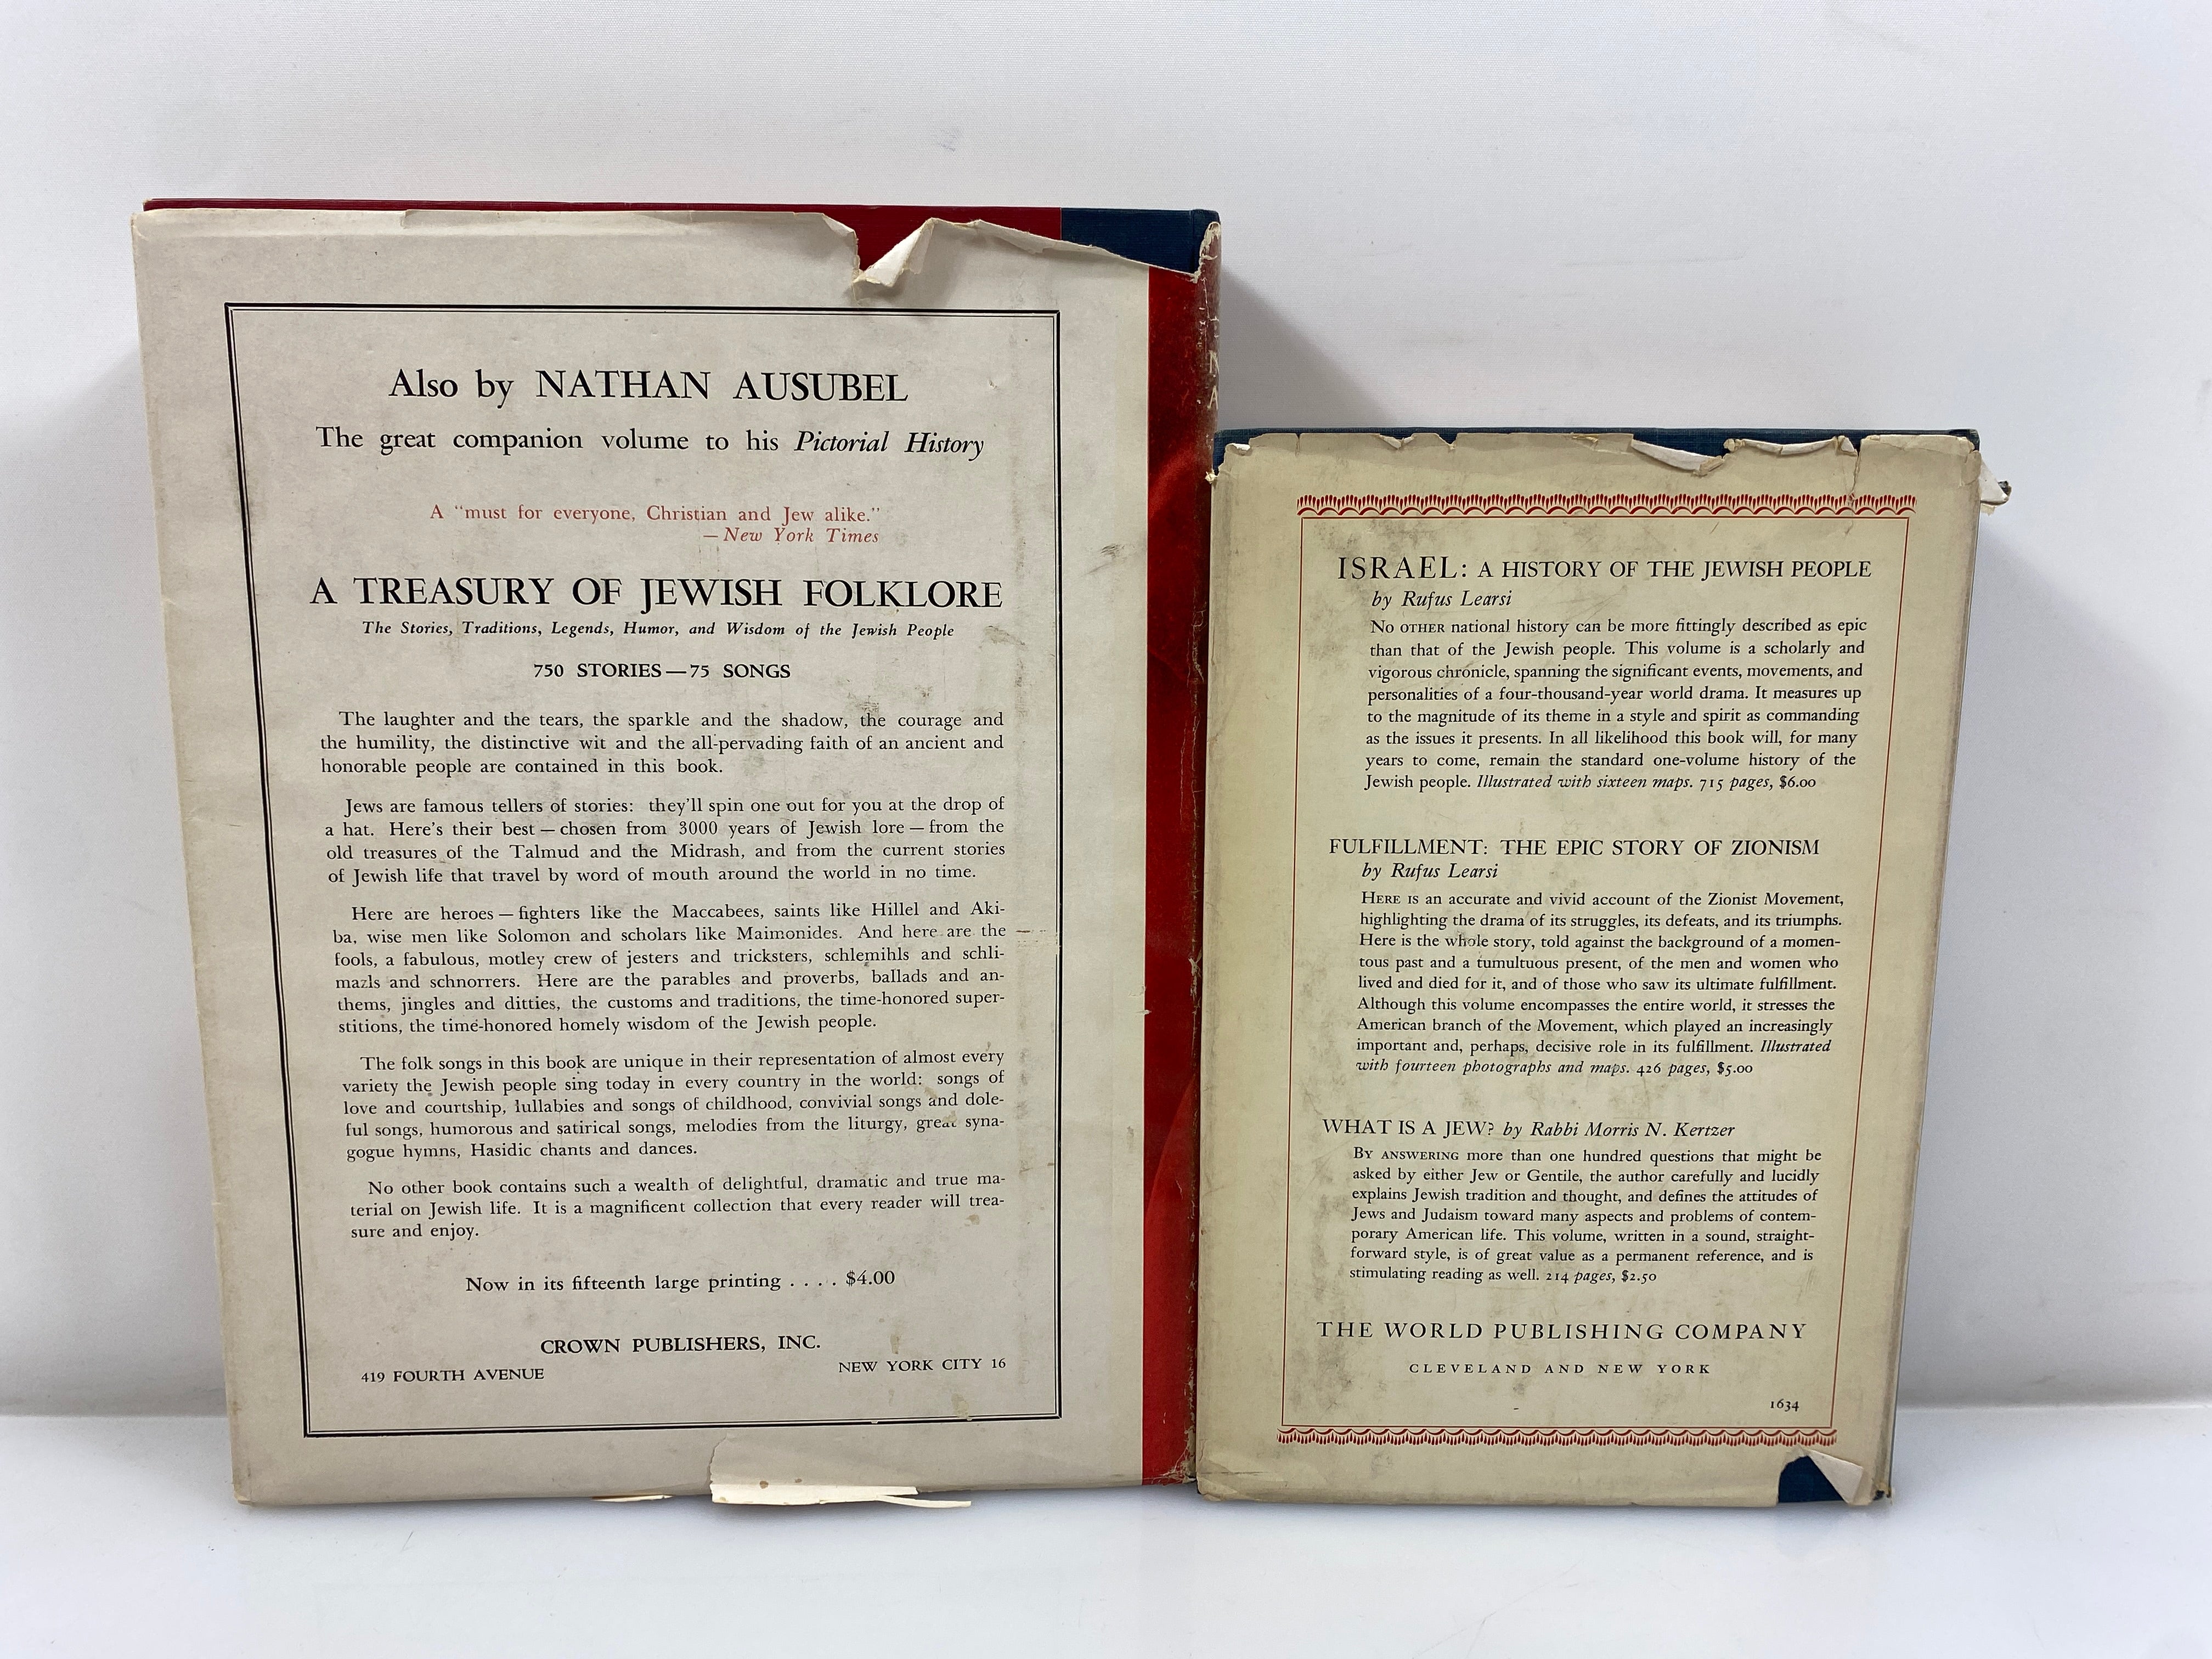 Also by NATHAN AUSUBEL
The great companion volume to his Pictorial History
A "must for everyone, Christian and Jew alike."
—New York Times
A TREASURY OF JEWISH FOLKLORE
The Stories, Traditions, Legends, Humor, and Wisdom of the Jewish People
750 STORIES—75 SONGS
The laughter and the tears, the sparkle and the shadow, the courage and
the humility, the distinctive wit and the all-pervading faith of an ancient and
honorable people are contained in this book.
Jews are famous tellers of stories: they'll spin one out for you at the drop of
a hat. Here's their best—chosen from 3000 years of Jewish lore—from the
old treasures of the Talmud and the Midrash, and from the current stories
of Jewish life that travel by word of mouth around the world in no time.
Here are heroes—fighters like the Maccabees, saints like Hillel and Aki-
ba, wise men like Solomon and scholars like Maimonides. And here are the
fools, a fabulous, motley crew of jesters and tricksters, schlemihls and schli-
mazls and schnorrers. Here are the parables and proverbs, ballads and an-
thems, jingles and ditties, the customs and traditions, the time-honored super-
stitions, the time-honored homely wisdom of the Jewish people.
The folk songs in this book are unique in their representation of almost every
variety the Jewish people sing today in every country in the world: songs of
love and courtship, lullabies and songs of childhood, convivial songs and dole-
ful songs, humorous and satirical songs, melodies from the liturgy, great syna-
gogue hymns, Hasidic chants and dances.
No other book contains such a wealth of delightful, dramatic and true ma-
terial on Jewish life. It is a magnificent collection that every reader will trea-
sure and enjoy.
Now in its fifteenth large printing . . . . $4.00
CROWN PUBLISHERS, INC.
419 FOURTH AVENUE NEW YORK CITY 16
N
A
ISRAEL: A HISTORY OF THE JEWISH PEOPLE
by Rufus Learsi
NO OTHER national history can be more fittingly described as epic
than that of the Jewish people. This volume is a scholarly and
vigorous chronicle, spanning the significant events, movements, and
personalities of a four-thousand-year world drama. It measures up
to the magnitude of its theme in a style and spirit as commanding
as the issues it presents. In all likelihood this book will, for many
years to come, remain the standard one-volume history of the
Jewish people. Illustrated with sixteen maps. 715 pages, $6.00
FULFILLMENT: THE EPIC STORY OF ZIONISM
by Rufus Learsi
HERE IS an accurate and vivid account of the Zionist Movement,
highlighting the drama of its struggles, its defeats, and its triumphs.
Here is the whole story, told against the background of a momen-
tous past and a tumultuous present, of the men and women who
lived and died for it, and of those who saw its ultimate fulfillment.
Although this volume encompasses the entire world, it stresses the
American branch of the Movement, which played an increasingly
important and, perhaps, decisive role in its fulfillment. Illustrated
with fourteen photographs and maps. 426 pages, $5.00
WHAT IS A JEW? by Rabbi Morris N. Kertzer
BY ANSWERING more than one hundred questions that might be
asked by either Jew or Gentile, the author carefully and lucidly
explains Jewish tradition and thought, and defines the attitudes of
Jews and Judaism toward many aspects and problems of contem-
porary American life. This volume, written in a sound, straight-
forward style, is of great value as a permanent reference, and is
stimulating reading as well. 214 pages, $2.50
THE WORLD PUBLISHING COMPANY
CLEVELAND AND NEW YORK
1634